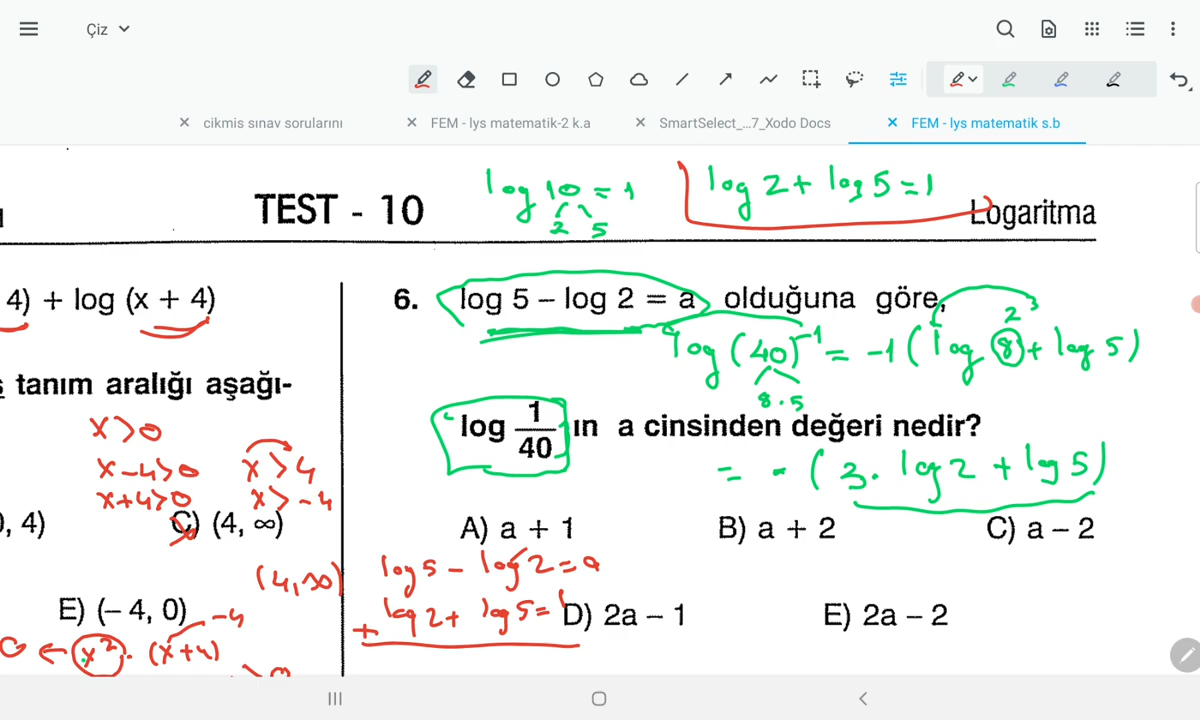 Çiz
cikmis sınav sorularını
FEM - lys matematik-2 k.a
SmartSelect_...7_Xodo Docs
FEM - lys matematik s.b
TEST - 10
log 10 = 1
2 5
log 2 + log 5 = 1
Logaritma
4) + log (x + 4)
tanım aralığı aşağı-
x > 0
x - 4 > 0 x > 4
x + 4 > 0 x > -4
, 4) C) (4, ∞)
(4, ∞)
E) (– 4, 0)
-4
← x² · (x + 4)
6. log 5 – log 2 = a olduğuna göre,
log (40)⁻¹ = -1 (log 8 + log 5)
2³
8 . 5
log 1/40 ın a cinsinden değeri nedir?
= - (3. log 2 + log 5)
A) a + 1 B) a + 2 C) a – 2
log 5 - log 2 = a
log 2 + log 5 = 1
+
D) 2a – 1 E) 2a – 2